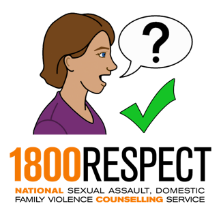 ?
1800RESPECT
NATIONAL SEXUAL ASSAULT, DOMESTIC
FAMILY VIOLENCE COUNSELLING SERVICE